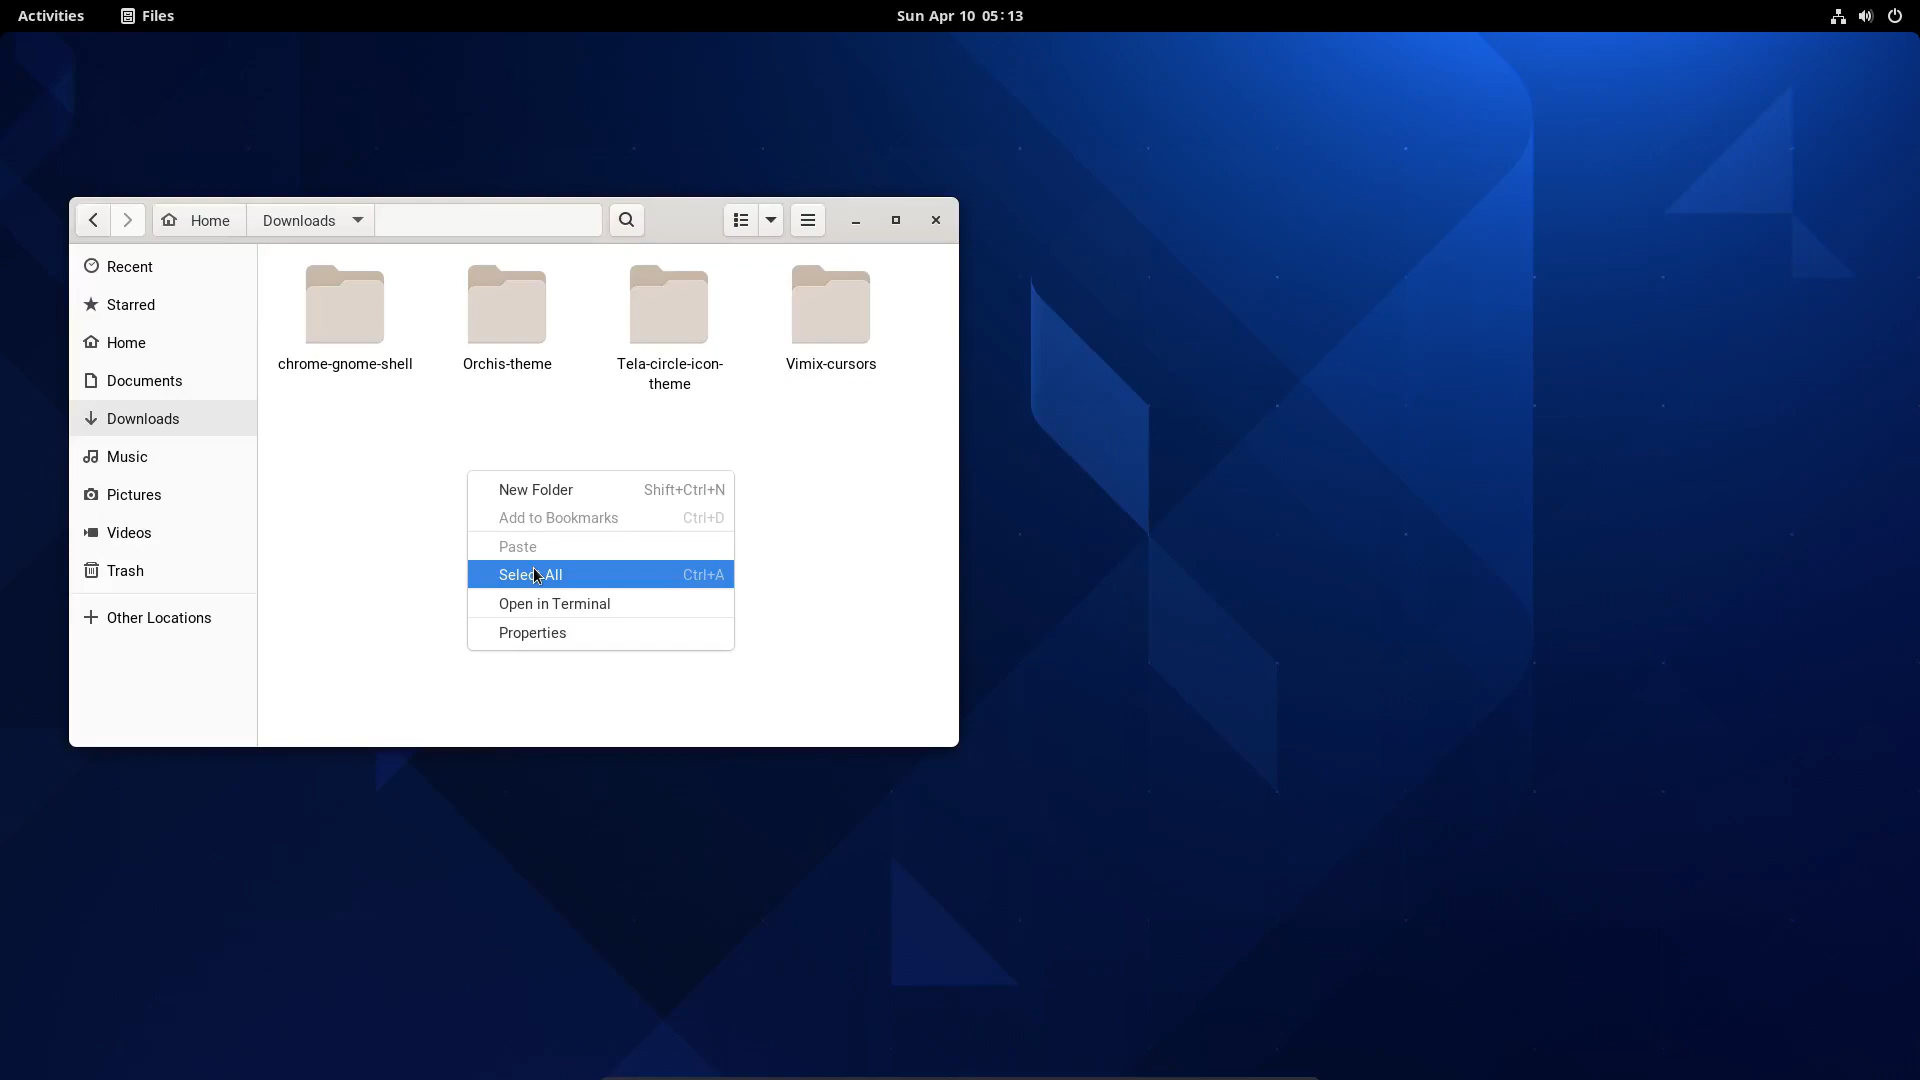 Activities Files Sun Apr 10 05:13
Home Downloads
Recent
Starred
Home
Documents
Downloads
Music
Pictures
Videos
Trash
Other Locations
chrome-gnome-shell Orchis-theme Tela-circle-icon-theme Vimix-cursors
New Folder Shift+Ctrl+N
Add to Bookmarks Ctrl+D
Paste
Select All Ctrl+A
Open in Terminal
Properties